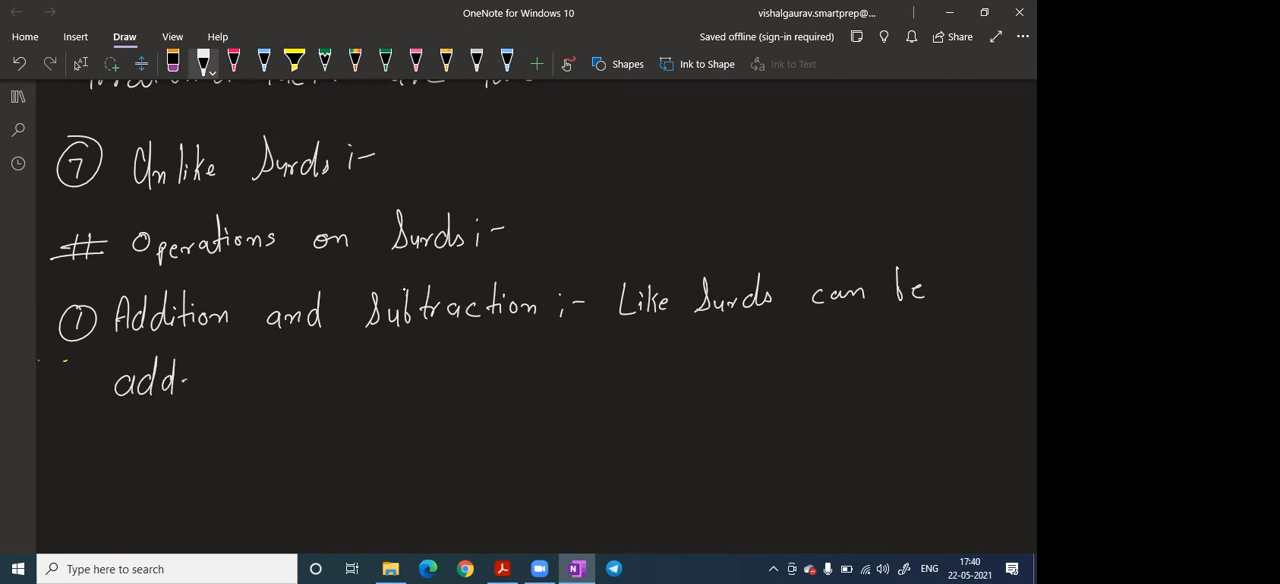 OneNote for Windows 10
vishalgaurav.smartprep@...
Home Insert Draw View Help
Saved offline (sign-in required) Share
Shapes Ink to Shape Ink to Text
7 Unlike Surds :-
# Operations on Surds :-
1 Addition and Subtraction :- Like Surds can be
add
Type here to search
ENG
17:40
22-05-2021